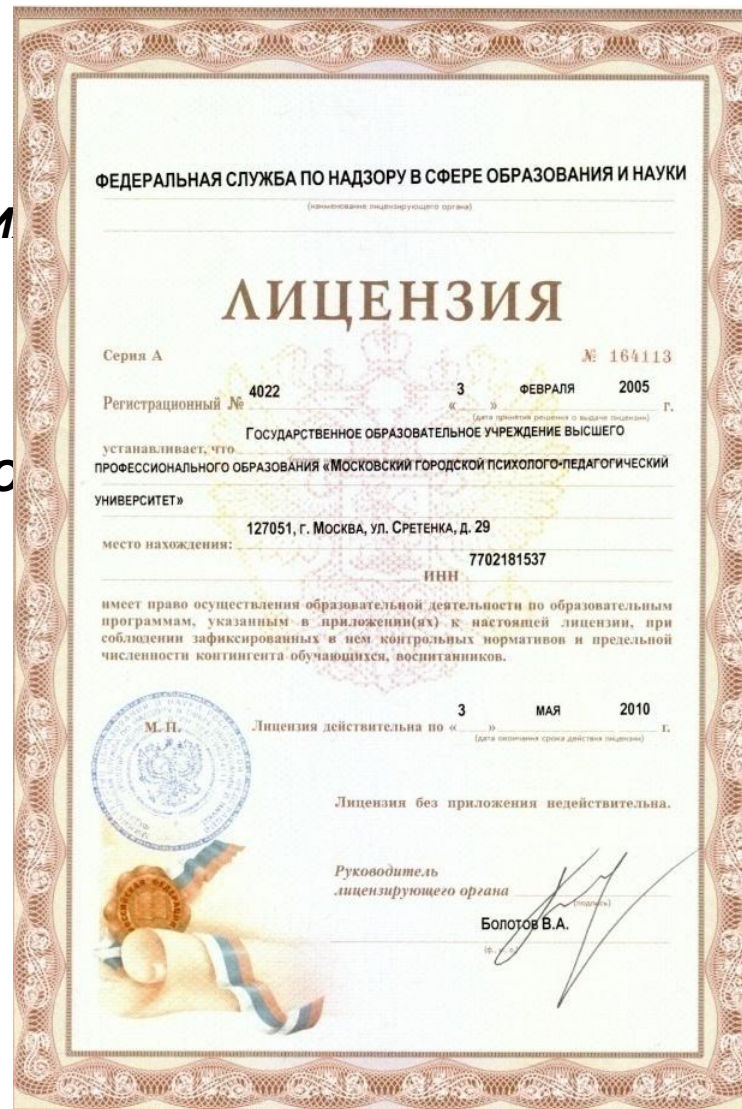 ФЕДЕРАЛЬНАЯ СЛУЖБА ПО НАДЗОРУ В СФЕРЕ ОБРАЗОВАНИЯ И НАУКИ
(наименование лицензирующего органа)
ЛИЦЕНЗИЯ
Серия А № 164113
Регистрационный № 4022 « 3 » ФЕВРАЛЯ 2005 г.
(дата принятия решения о выдаче лицензии)
устанавливает, что ГОСУДАРСТВЕННОЕ ОБРАЗОВАТЕЛЬНОЕ УЧРЕЖДЕНИЕ ВЫСШЕГО
ПРОФЕССИОНАЛЬНОГО ОБРАЗОВАНИЯ «МОСКОВСКИЙ ГОРОДСКОЙ ПСИХОЛОГО-ПЕДАГОГИЧЕСКИЙ
УНИВЕРСИТЕТ»
место нахождения: 127051, Г. МОСКВА, УЛ. СРЕТЕНКА, Д. 29
ИНН 7702181537
имеет право осуществления образовательной деятельности по образовательным
программам, указанным в приложении(ях) к настоящей лицензии, при
соблюдении зафиксированных в нем контрольных нормативов и предельной
численности контингента обучающихся, воспитанников.
М. П. Лицензия действительна по « 3 » МАЯ 2010 г.
(дата окончания срока действия лицензии)
Лицензия без приложения недействительна.
Руководитель
лицензирующего органа
(подпись)
БОЛОТОВ В.А.
(ф. и. о.)
РОССИЙСКАЯ ФЕДЕРАЦИЯ